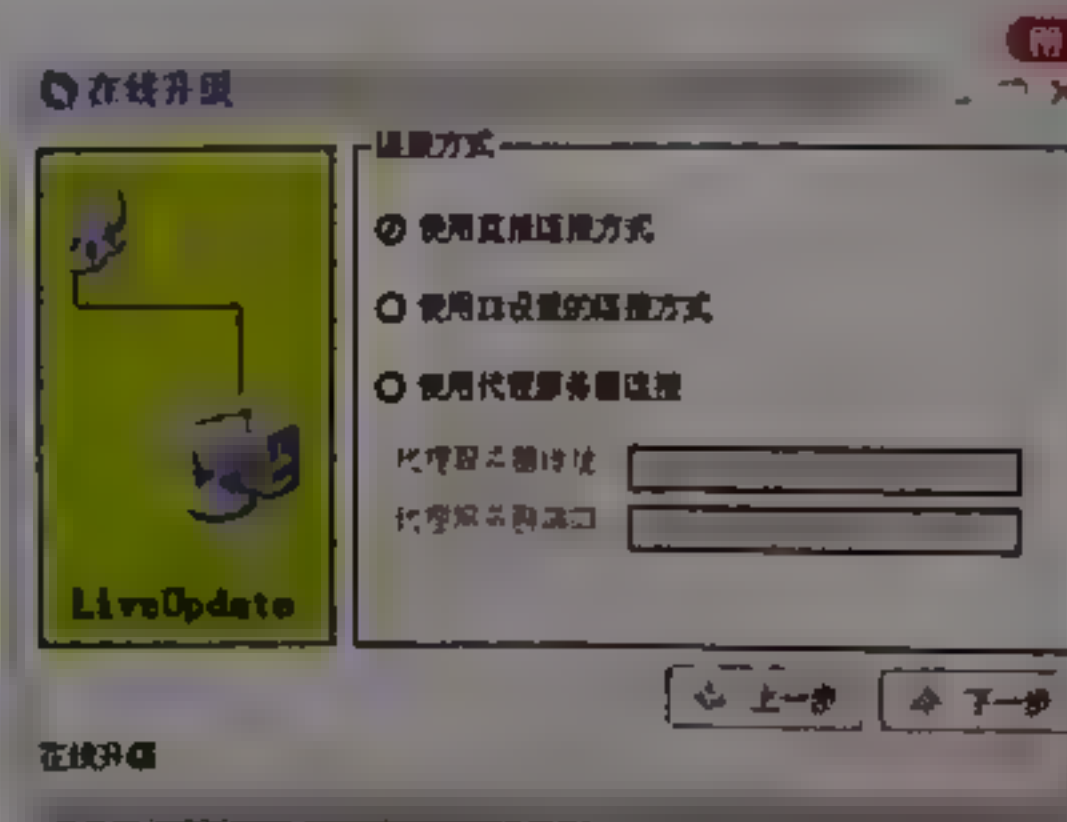 在线升级
连接方式
使用直接连接方式
使用已设置的连接方式
使用代理服务器连接
代理服务器地址
代理服务器端口
LiveUpdate
上一步
下一步
在线升级